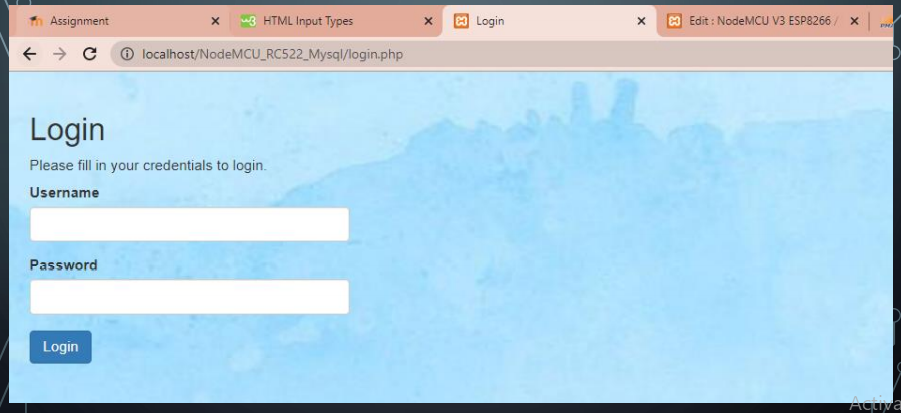 Assignment
HTML Input Types
Login
Edit : NodeMCU V3 ESP8266 /
localhost/NodeMCU_RC522_Mysql/login.php
Login
Please fill in your credentials to login.
Username
Password
Login
Activa